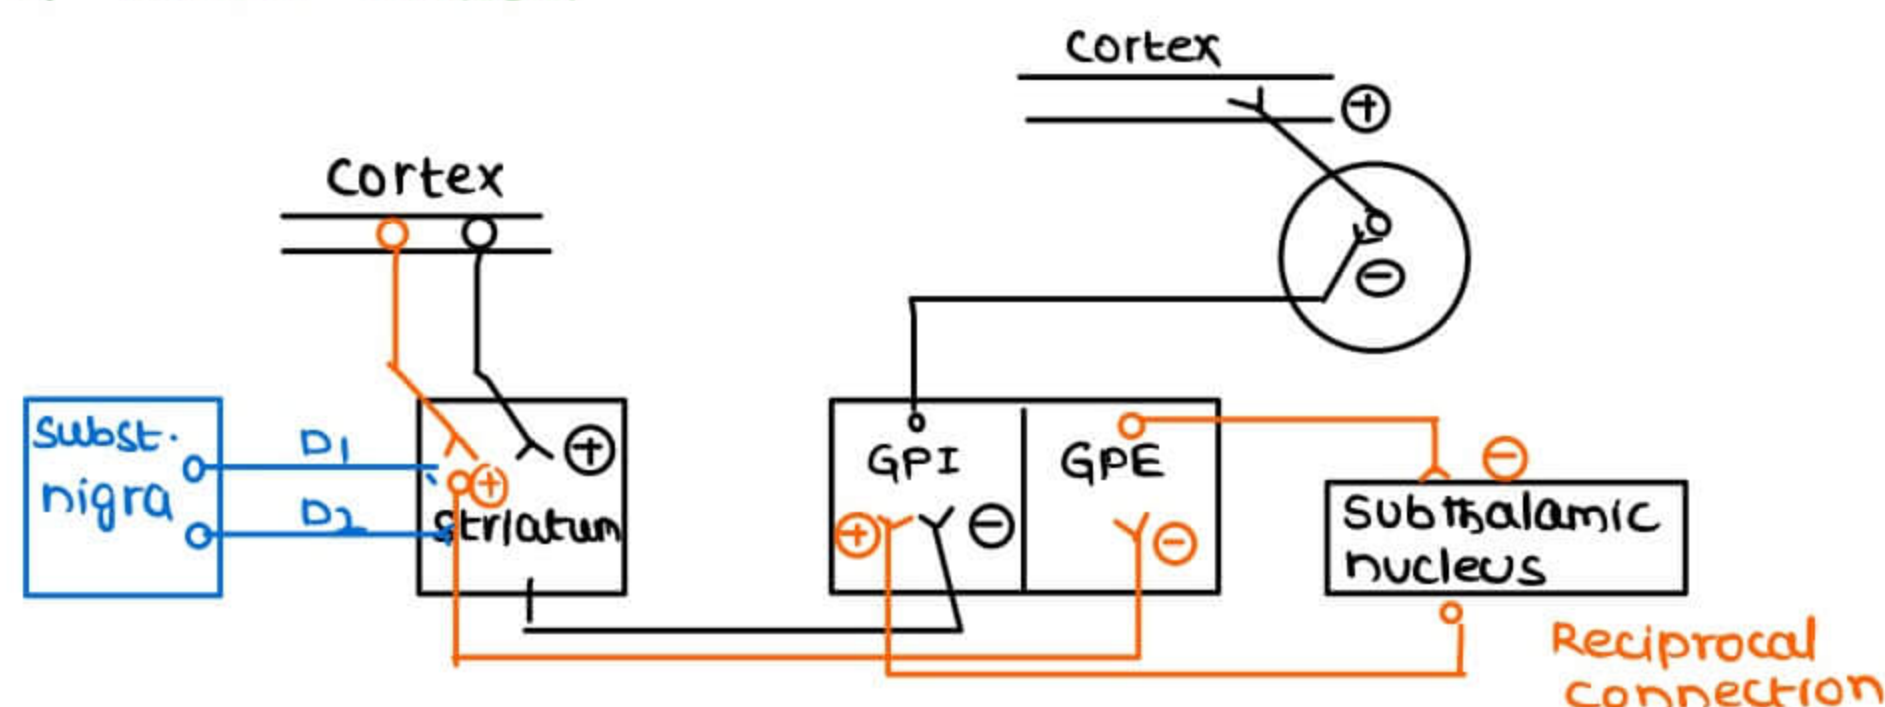 Cortex
+
Cortex
-
Subst.
nigra
D1
D2
+
+
Striatum
GPI
GPE
+
-
-
-
Subthalamic
nucleus
Reciprocal
connection